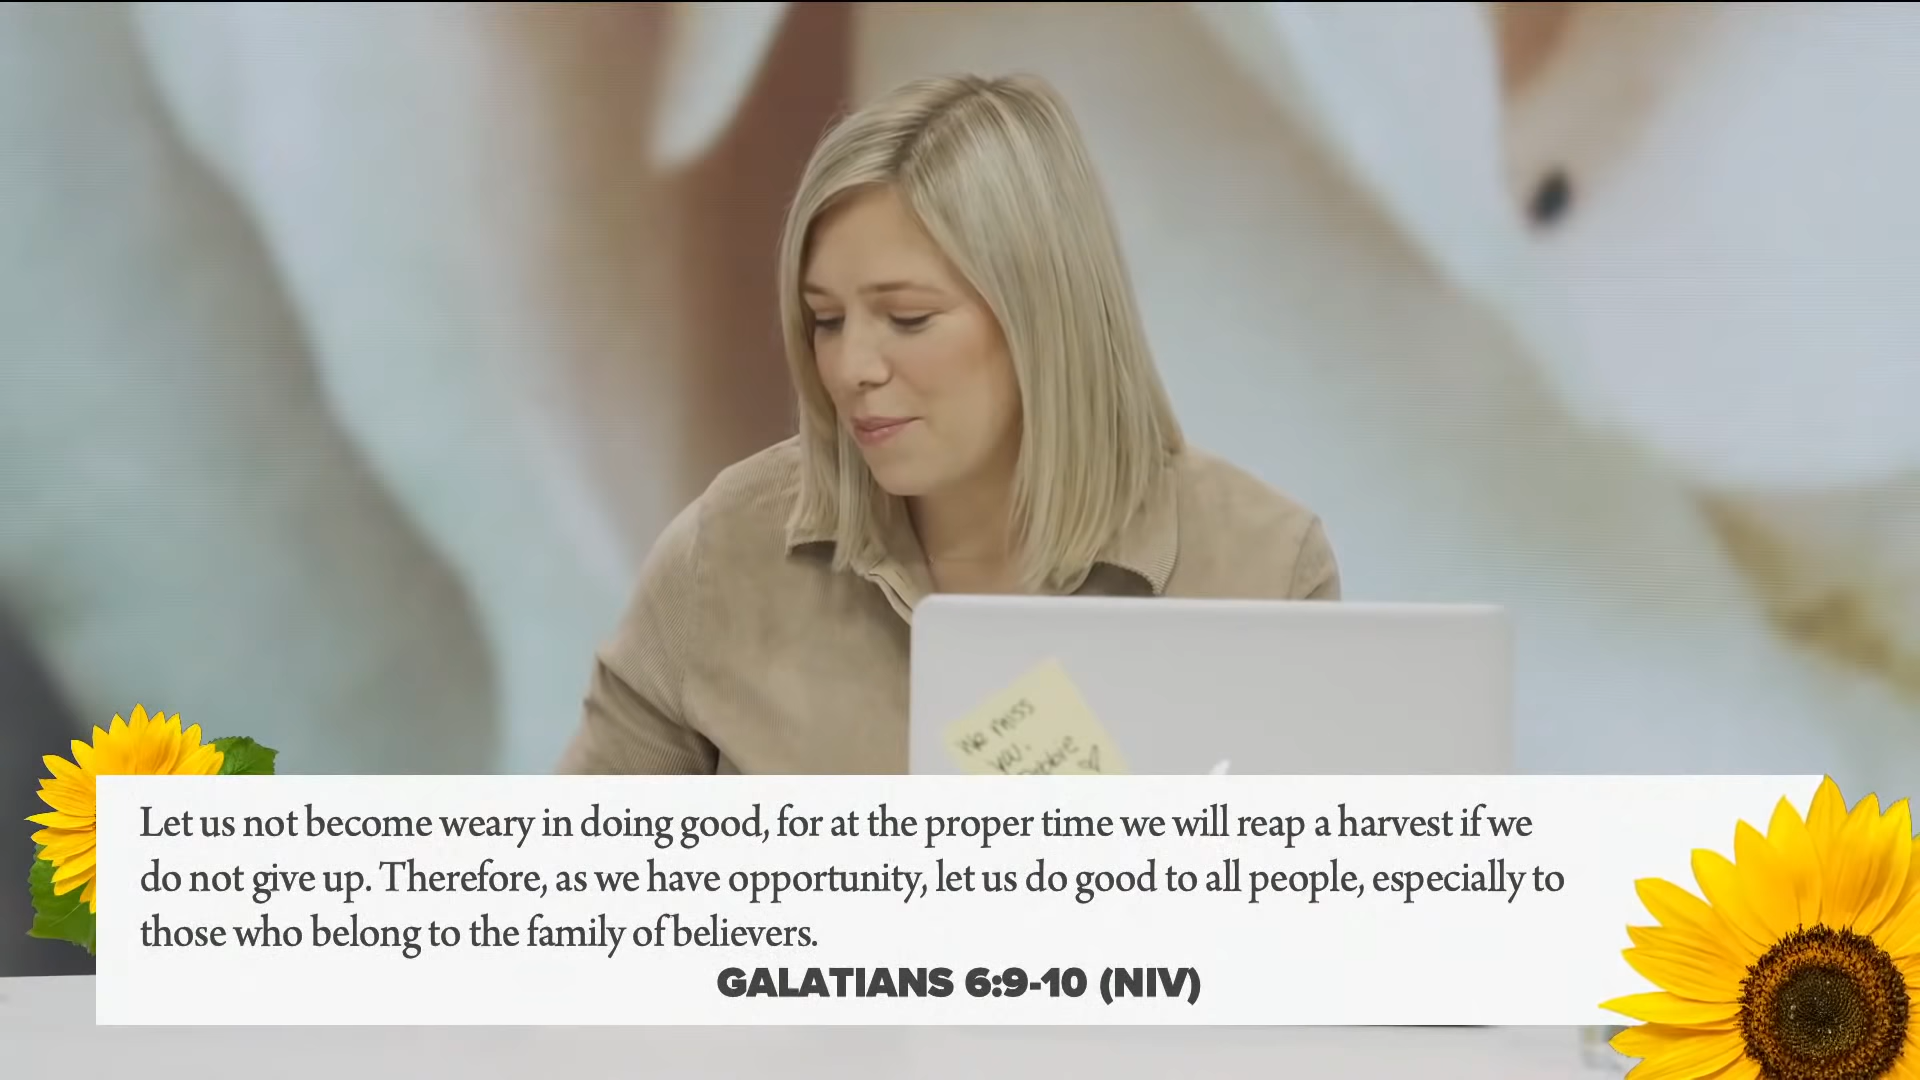 We miss
you.
Debbie
Let us not become weary in doing good, for at the proper time we will reap a harvest if we
do not give up. Therefore, as we have opportunity, let us do good to all people, especially to
those who belong to the family of believers.
GALATIANS 6:9-10 (NIV)